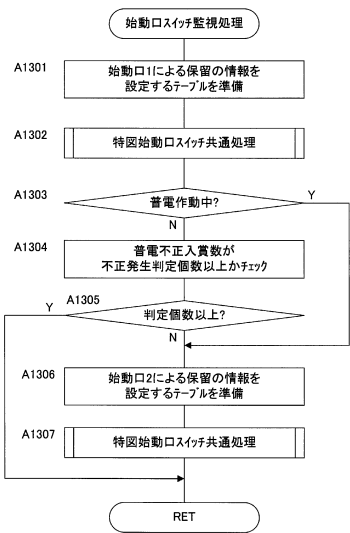 始動口スイッチ監視処理
A1301
始動口1による保留の情報を
設定するテーブルを準備
A1302
特図始動口スイッチ共通処理
A1303
普電作動中?
Y
N
A1304
普電不正入賞数が
不正発生判定個数以上かチェック
A1305
Y
判定個数以上?
N
A1306
始動口2による保留の情報を
設定するテーブルを準備
A1307
特図始動口スイッチ共通処理
RET